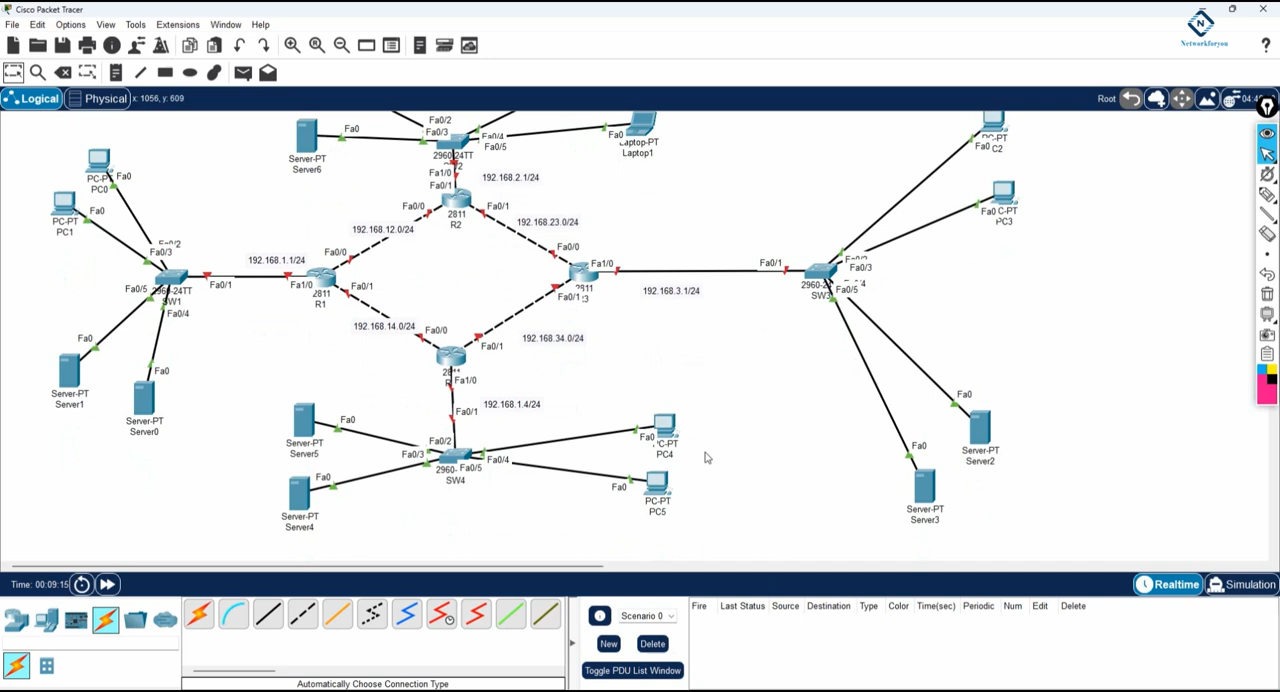 Cisco Packet Tracer
File Edit Options View Tools Extensions Window Help
Networkforyou
Logical Physical x: 1056, y: 609
Root
Fa0/2
Fa0/3
Fa0
Server-PT
Server6
2960-24TT
Fa0/4
Fa0/5
Fa0
Laptop-PT
Laptop1
Fa1/0
Fa0/1
192.168.2.1/24
2811
R2
Fa0/0
Fa0/1
192.168.12.0/24
192.168.23.0/24
PC0
Fa0
PC-PT
PC1
Fa0
Fa0/3
Fa0/5
SW1
Fa0/4
Fa0/1
192.168.1.1/24
Fa1/0
Fa0/0
Fa0/1
2811
R1
Fa0
Server-PT
Server1
Fa0
Server-PT
Server0
192.168.14.0/24
Fa0/0
Fa0/1
192.168.34.0/24
Fa0/0
Fa1/0
Fa0/1
192.168.3.1/24
Fa0/1
Fa0/3
Fa0/5
Fa0
C2
Fa0
PC3
Fa0
Server-PT
Server2
Fa0
Server-PT
Server3
Fa1/0
Fa0/1
192.168.1.4/24
Fa0/2
Fa0/3
Fa0/5
Fa0/4
SW4
Fa0
Server-PT
Server5
Fa0
Server-PT
Server4
Fa0
PC4
Fa0
PC-PT
PC5
Time: 00:09:15
Realtime Simulation
Scenario 0
New Delete
Toggle PDU List Window
Fire Last Status Source Destination Type Color Time(sec) Periodic Num Edit Delete
Automatically Choose Connection Type